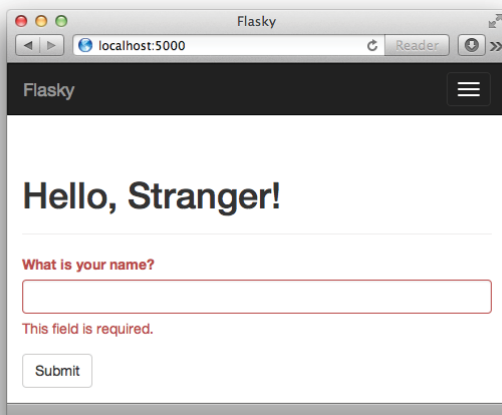 Flasky
localhost:5000
Reader
Flasky
Hello, Stranger!
What is your name?
This field is required.
Submit